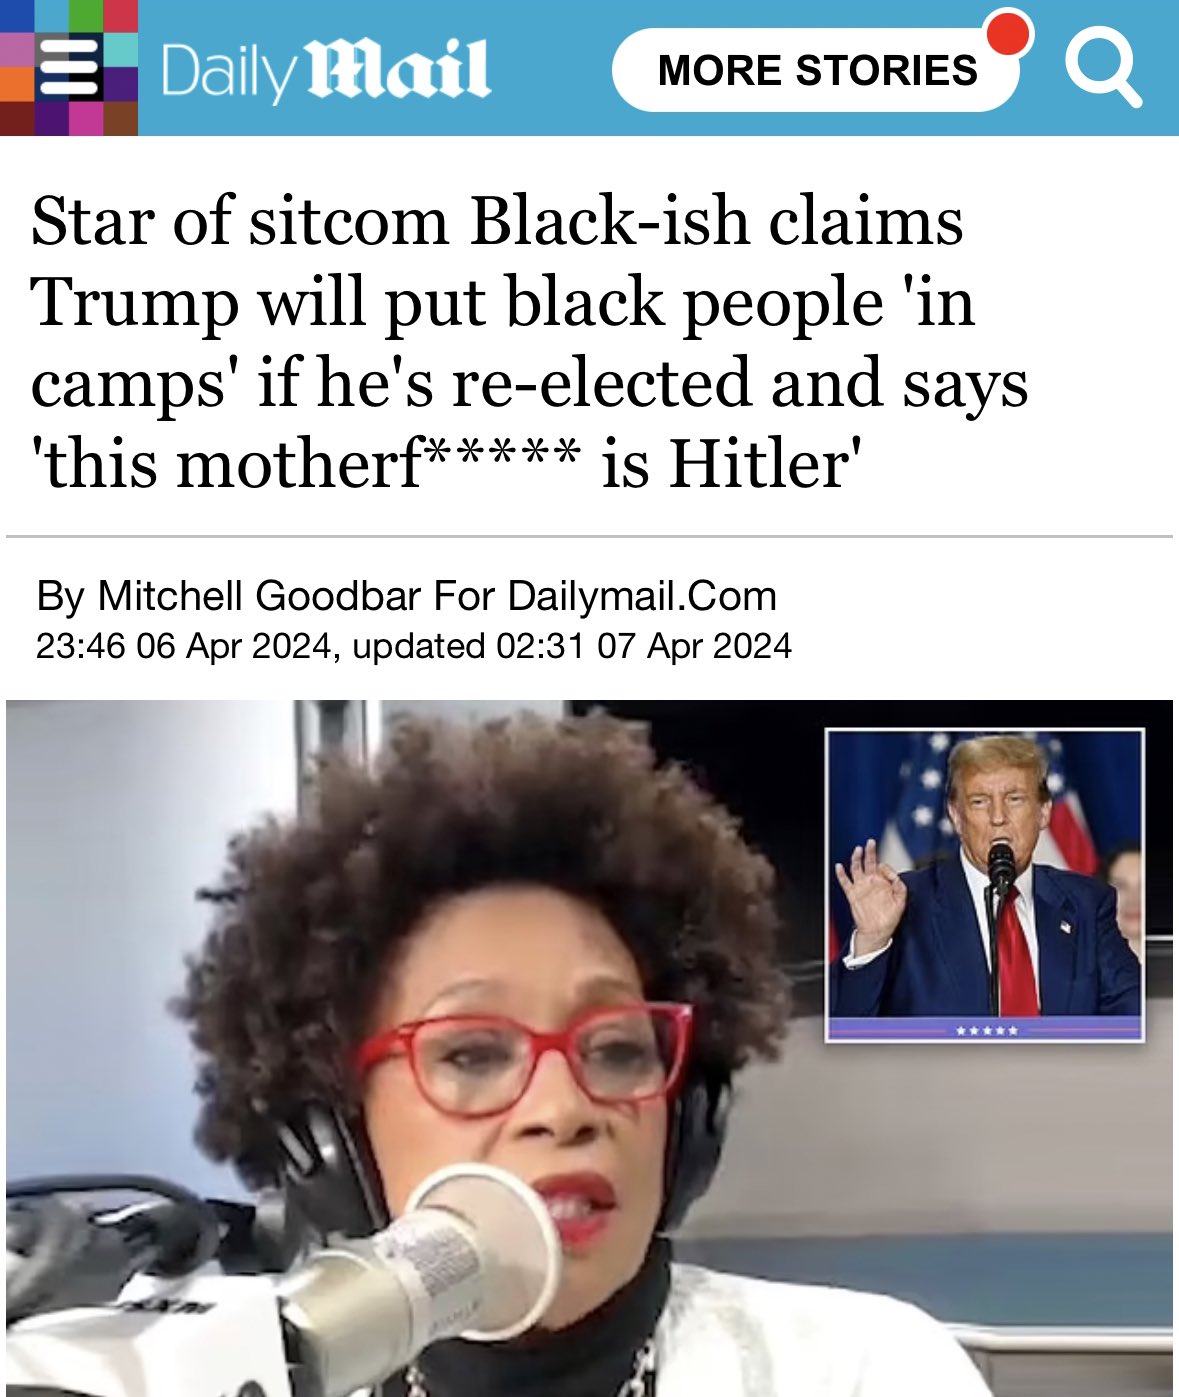 Daily Mail
MORE STORIES
Star of sitcom Black-ish claims
Trump will put black people 'in
camps' if he's re-elected and says
'this motherf***** is Hitler'
By Mitchell Goodbar For Dailymail.Com
23:46 06 Apr 2024, updated 02:31 07 Apr 2024